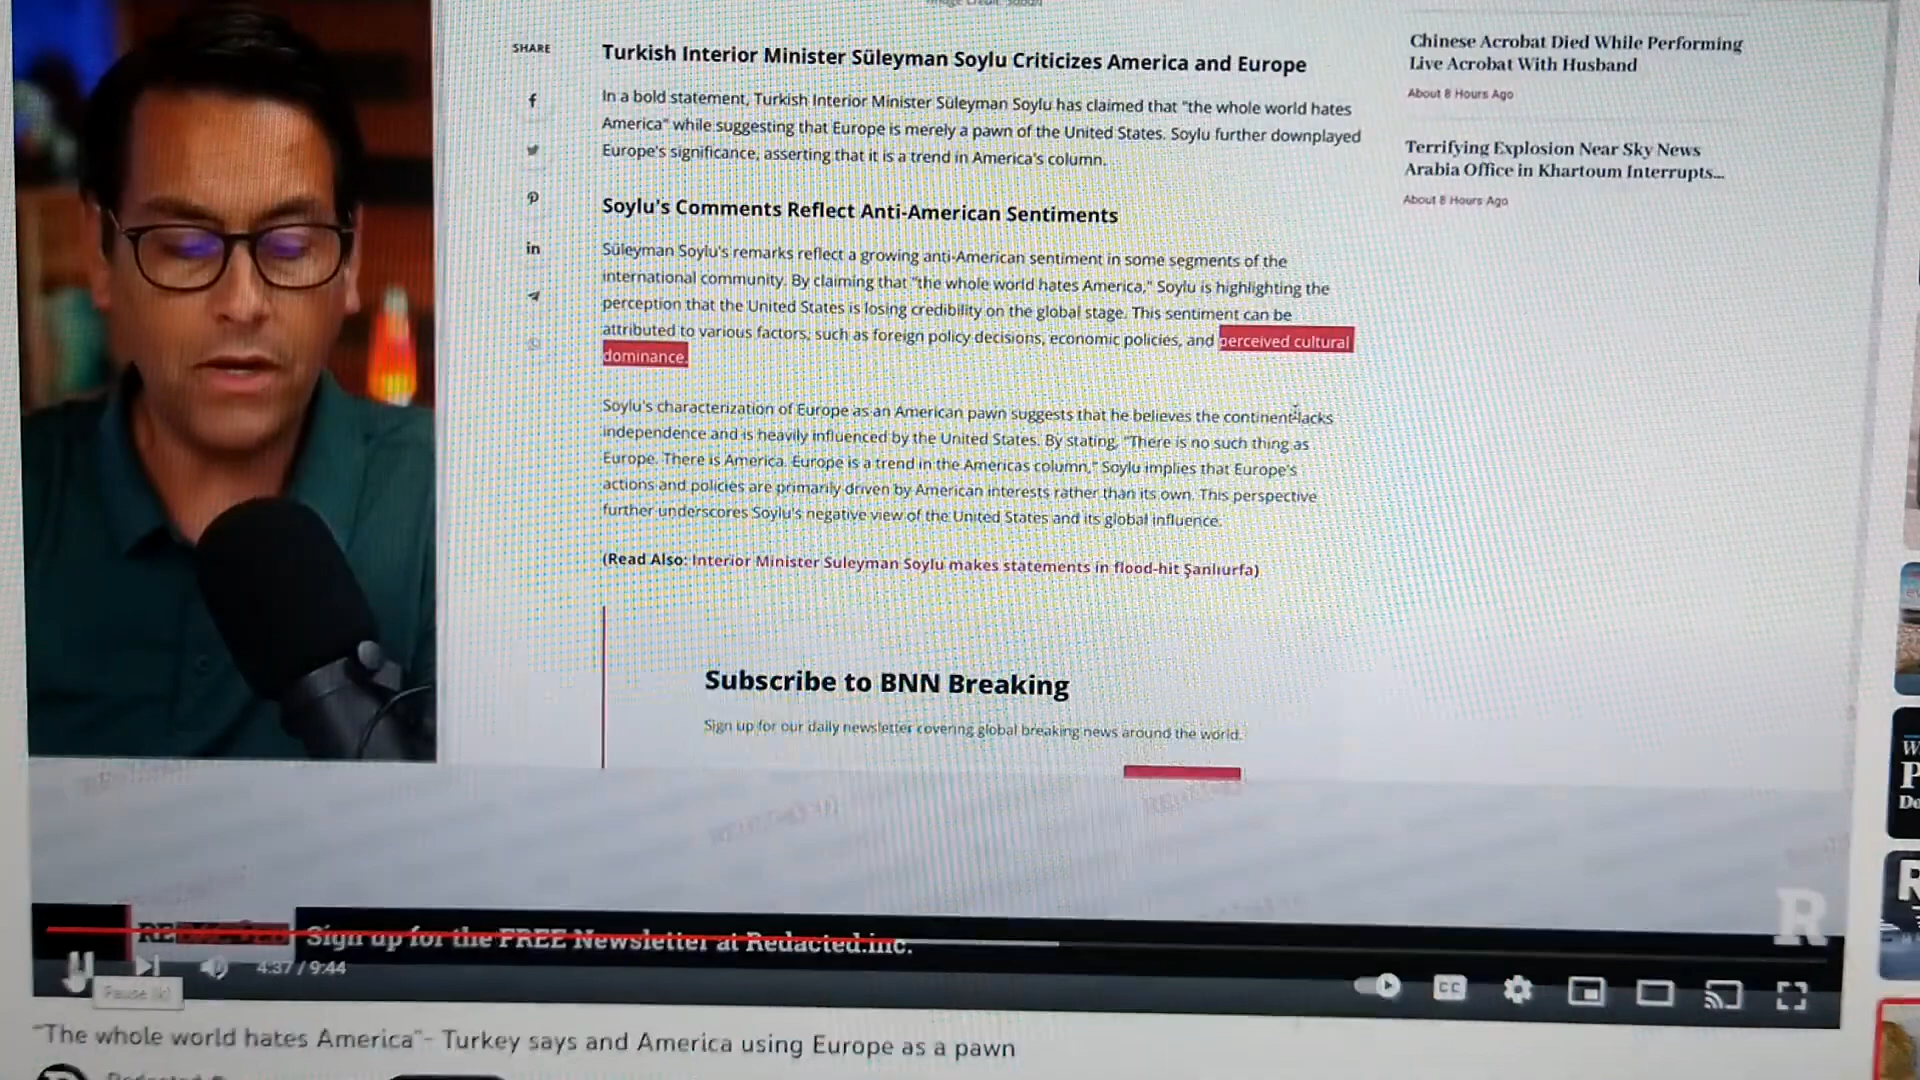 SHARE
Turkish Interior Minister Süleyman Soylu Criticizes America and Europe
In a bold statement, Turkish Interior Minister Süleyman Soylu has claimed that "the whole world hates
America" while suggesting that Europe is merely a pawn of the United States. Soylu further downplayed
Europe's significance, asserting that it is a trend in America's column.
Soylu's Comments Reflect Anti-American Sentiments
Süleyman Soylu's remarks reflect a growing anti-American sentiment in some segments of the
international community. By claiming that "the whole world hates America," Soylu is highlighting the
perception that the United States is losing credibility on the global stage. This sentiment can be
attributed to various factors, such as foreign policy decisions, economic policies, and perceived cultural
dominance.
Soylu's characterization of Europe as an American pawn suggests that he believes the continent lacks
independence and is heavily influenced by the United States. By stating, "There is no such thing as
Europe. There is America. Europe is a trend in the Americas column," Soylu implies that Europe's
actions and policies are primarily driven by American interests rather than its own. This perspective
further underscores Soylu's negative view of the United States and its global influence.
(Read Also: Interior Minister Suleyman Soylu makes statements in flood-hit Şanlıurfa)
Subscribe to BNN Breaking
Sign up for our daily newsletter covering global breaking news around the world.
Chinese Acrobat Died While Performing
Live Acrobat With Husband
About 8 Hours Ago
Terrifying Explosion Near Sky News
Arabia Office in Khartoum Interrupts...
About 8 Hours Ago
Sign up for the FREE Newsletter at Redacted.inc.
R
4:37 / 9:44
Pause (k)
CC
"The whole world hates America"- Turkey says and America using Europe as a pawn